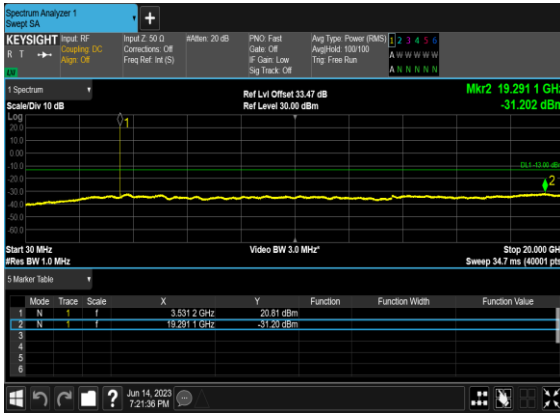 Spectrum Analyzer 1
Swept SA
+
KEYSIGHT Input: RF Input Z: 50 Ω #Atten: 20 dB PNO: Fast Avg Type: Power (RMS) 1 2 3 4 5 6
R T Coupling: DC Corrections: Off Gate: Off Avg|Hold: 100/100 A W W W W W
Align: Off Freq Ref: Int (S) IF Gain: Low Trig: Free Run
Sig Track: Off A N N N N N
1 Spectrum Ref Lvl Offset 33.47 dB Mkr2 19.291 1 GHz
Scale/Div 10 dB Ref Level 30.00 dBm -31.202 dBm
Log
20.0
10.0
0.00
-10.0
-20.0
-30.0
-40.0
-50.0
-60.0
1
DL1 -13.00 dBm
2
Start 30 MHz Video BW 3.0 MHz* Stop 20.000 GHz
#Res BW 1.0 MHz Sweep 34.7 ms (40001 pts)
5 Marker Table
Mode Trace Scale X Y Function Function Width Function Value
1 N 1 f 3.531 2 GHz 20.81 dBm
2 N 1 f 19.291 1 GHz -31.20 dBm
3
4
5
6
? Jun 14, 2023
7:21:36 PM